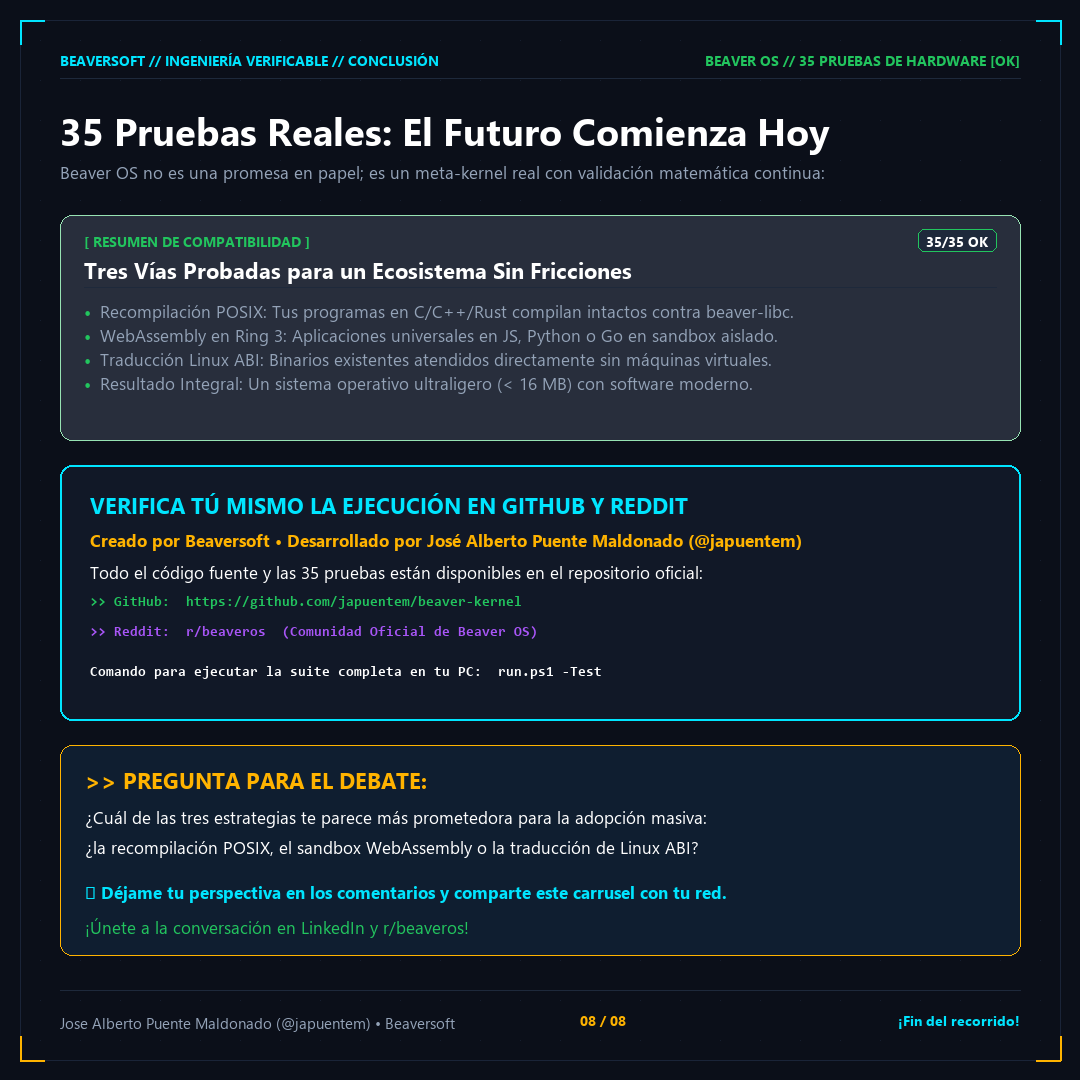 BEAVERSOFT // INGENIERÍA VERIFICABLE // CONCLUSIÓN
BEAVER OS // 35 PRUEBAS DE HARDWARE [OK]
35 Pruebas Reales: El Futuro Comienza Hoy
Beaver OS no es una promesa en papel; es un meta-kernel real con validación matemática continua:
[ RESUMEN DE COMPATIBILIDAD ]
35/35 OK
Tres Vías Probadas para un Ecosistema Sin Fricciones
• Recompilación POSIX: Tus programas en C/C++/Rust compilan intactos contra beaver-libc.
• WebAssembly en Ring 3: Aplicaciones universales en JS, Python o Go en sandbox aislado.
• Traducción Linux ABI: Binarios existentes atendidos directamente sin máquinas virtuales.
• Resultado Integral: Un sistema operativo ultraligero (< 16 MB) con software moderno.
VERIFICA TÚ MISMO LA EJECUCIÓN EN GITHUB Y REDDIT
Creado por Beaversoft • Desarrollado por José Alberto Puente Maldonado (@japuentem)
Todo el código fuente y las 35 pruebas están disponibles en el repositorio oficial:
>> GitHub: https://github.com/japuentem/beaver-kernel
>> Reddit: r/beaveros (Comunidad Oficial de Beaver OS)
Comando para ejecutar la suite completa en tu PC: run.ps1 -Test
>> PREGUNTA PARA EL DEBATE:
¿Cuál de las tres estrategias te parece más prometedora para la adopción masiva:
¿la recompilación POSIX, el sandbox WebAssembly o la traducción de Linux ABI?
Déjame tu perspectiva en los comentarios y comparte este carrusel con tu red.
¡Únete a la conversación en LinkedIn y r/beaveros!
Jose Alberto Puente Maldonado (@japuentem) • Beaversoft
08 / 08
¡Fin del recorrido!